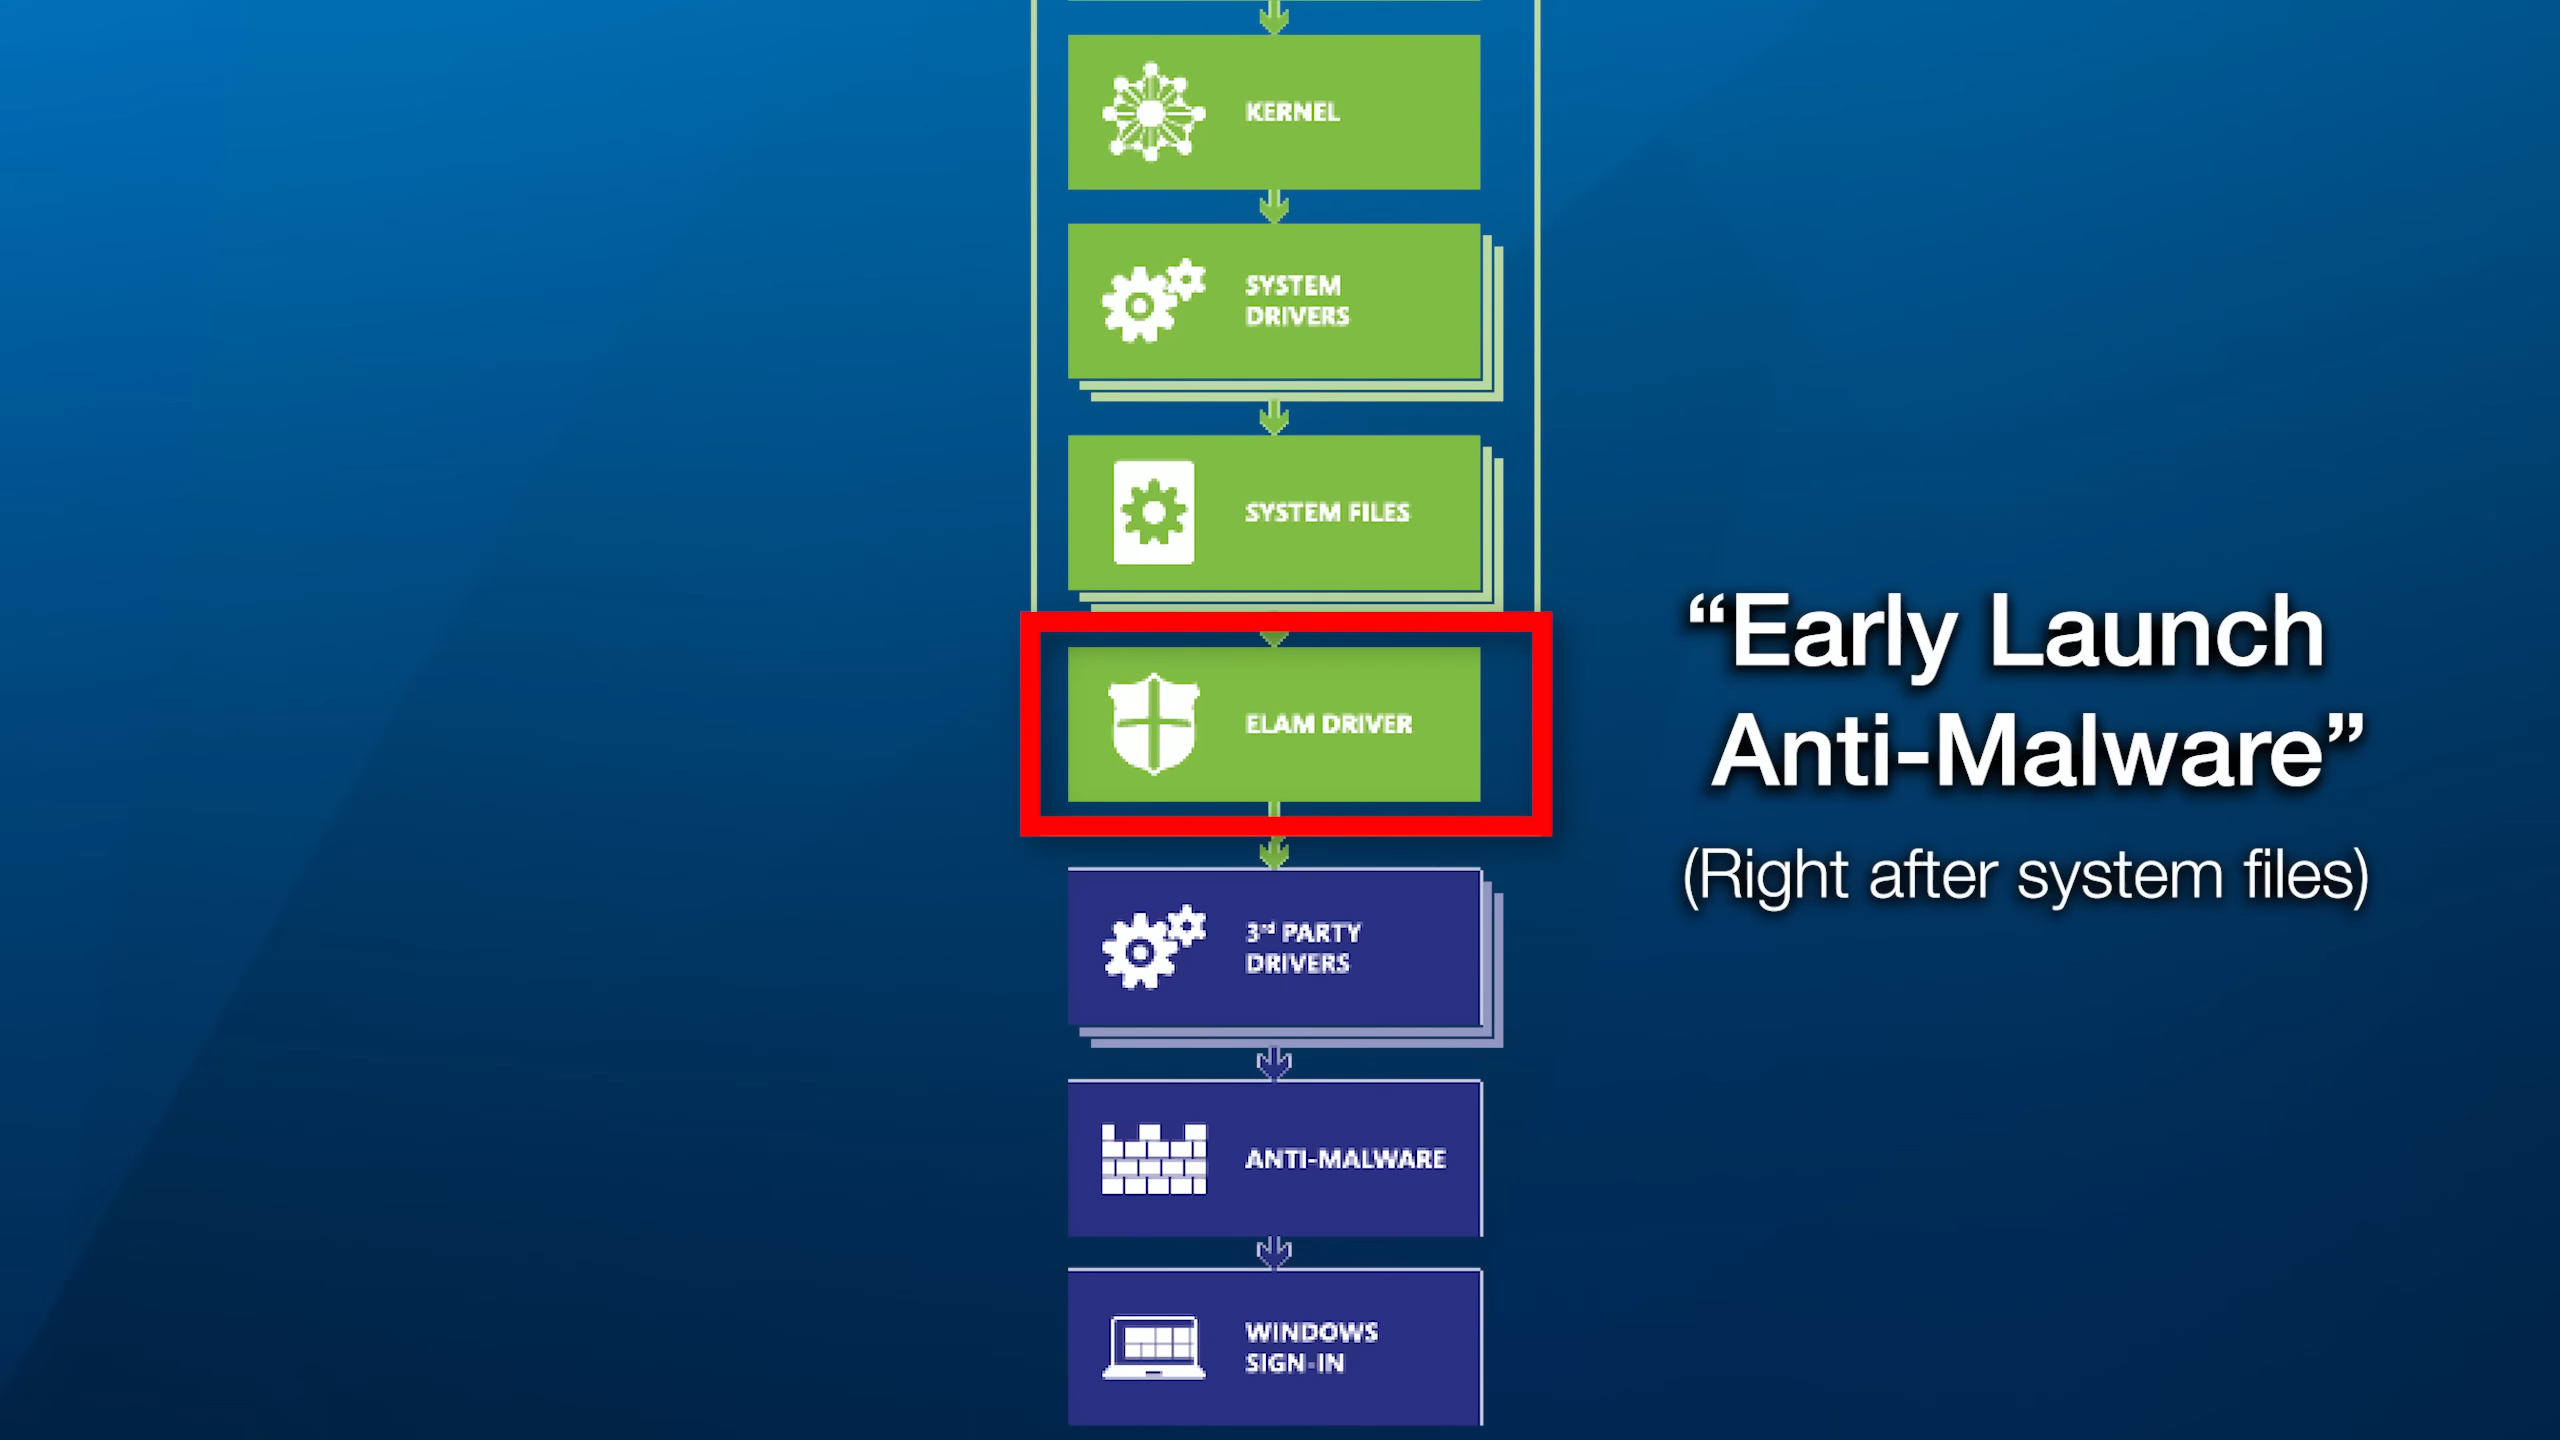 KERNEL
SYSTEM
DRIVERS
SYSTEM FILES
ELAM DRIVER
“Early Launch
Anti-Malware”
(Right after system files)
3rd PARTY
DRIVERS
ANTI-MALWARE
WINDOWS
SIGN-IN